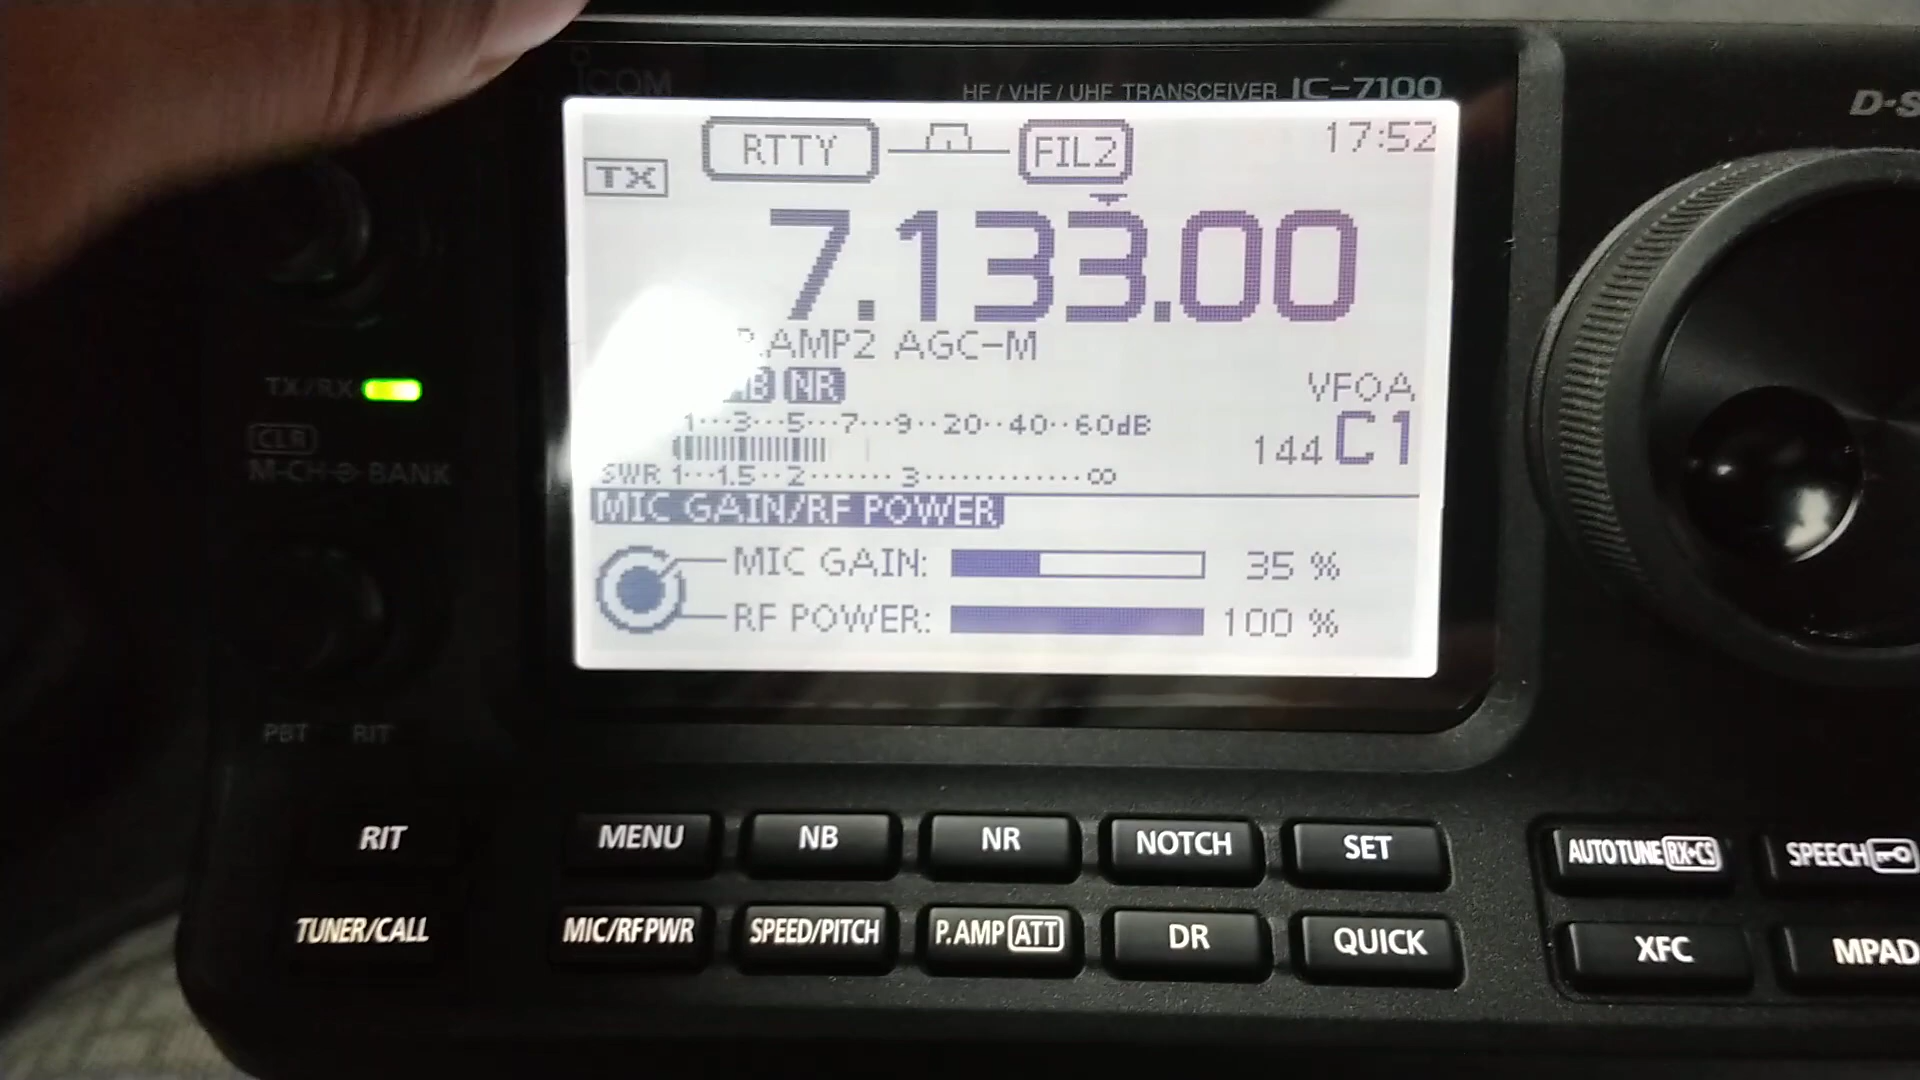 ICOM
HF/VHF/UHF TRANSCEIVER IC-7100
RTTY FIL2 17:52
TX
7.133.00
P.AMP2 AGC-M
NR
VFOA
1···3···5···7···9··20··40··60dB
144 C1
SWR 1···1.5··2·······3············∞
MIC GAIN/RF POWER
MIC GAIN: 35 %
RF POWER: 100 %
TX/RX
CLR
M-CH BANK
PBT RIT
RIT MENU NB NR NOTCH SET AUTOTUNE RX→CS SPEECH
TUNER/CALL MIC/RF PWR SPEED/PITCH P.AMP ATT DR QUICK XFC MPAD